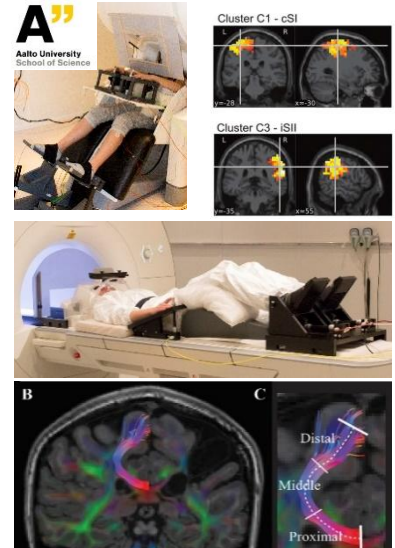 A”
Aalto University
School of Science
Cluster C1 - cSI
L
R
y=-28
x=-30
Cluster C3 - iSII
L
R
y=-35
x=55
B
C
Distal
Middle
Proximal